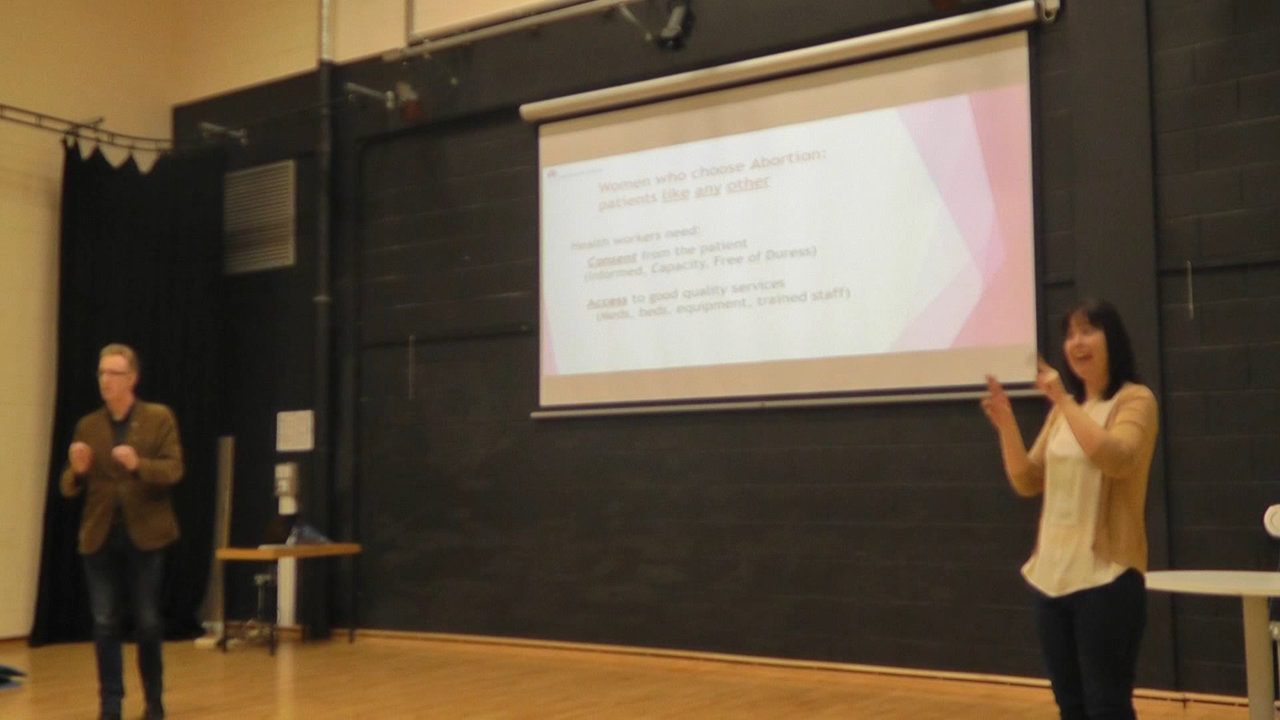 Women who choose Abortion:
patients like any other
Health workers need:
Consent from the patient
(Informed, Capacity, Free of Duress)
Access to good quality services
(Meds, beds, equipment, trained staff)